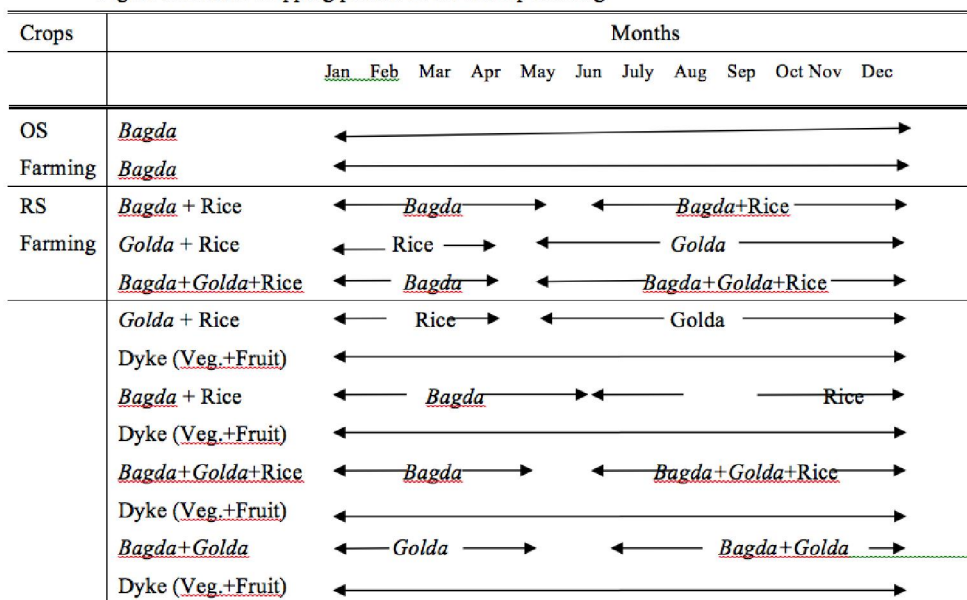 Crops Months
Jan Feb Mar Apr May Jun July Aug Sep Oct Nov Dec
OS Bagda
Farming Bagda
RS Bagda + Rice Bagda Bagda+Rice
Farming Golda + Rice Rice Golda
Bagda+Golda+Rice Bagda Bagda+Golda+Rice
Golda + Rice Rice Golda
Dyke (Veg.+Fruit)
Bagda + Rice Bagda Rice
Dyke (Veg.+Fruit)
Bagda+Golda+Rice Bagda Bagda+Golda+Rice
Dyke (Veg.+Fruit)
Bagda+Golda Golda Bagda+Golda
Dyke (Veg.+Fruit)